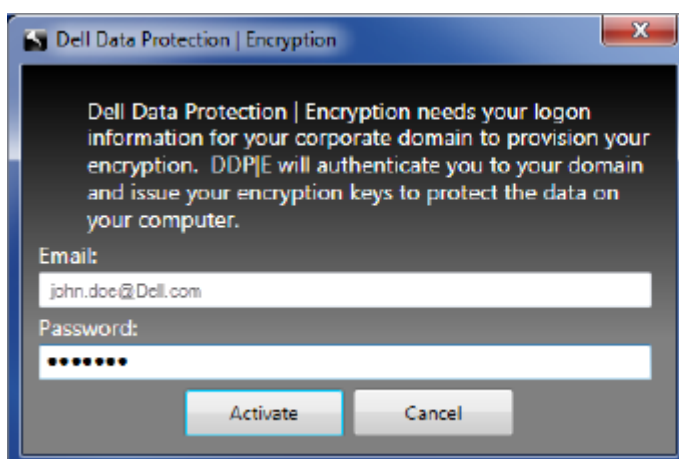 Dell Data Protection | Encryption
Dell Data Protection | Encryption needs your logon
information for your corporate domain to provision your
encryption.  DDP|E will authenticate you to your domain
and issue your encryption keys to protect the data on
your computer.
Email:
john.doe@Dell.com
Password:
•••••••
Activate
Cancel